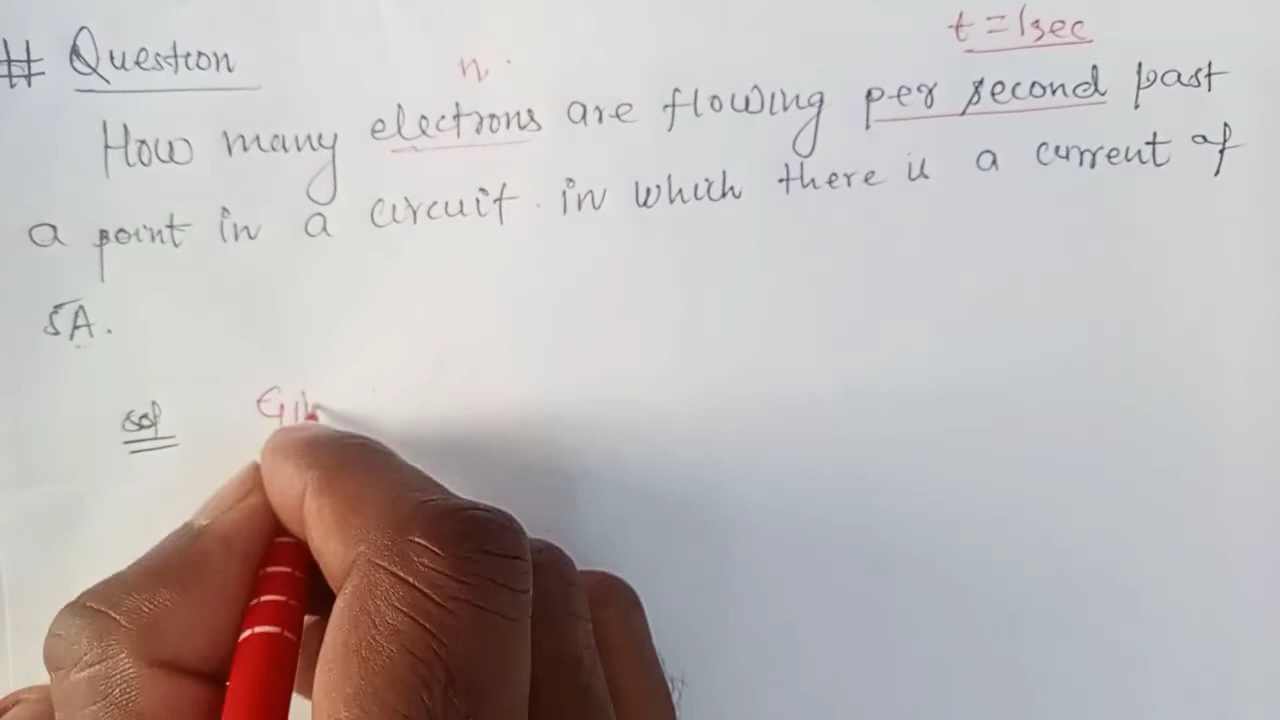 t = 1sec
# Question
n.
How many electrons are flowing per second past
a point in a circuit. in which there is a current of
5A.
sol